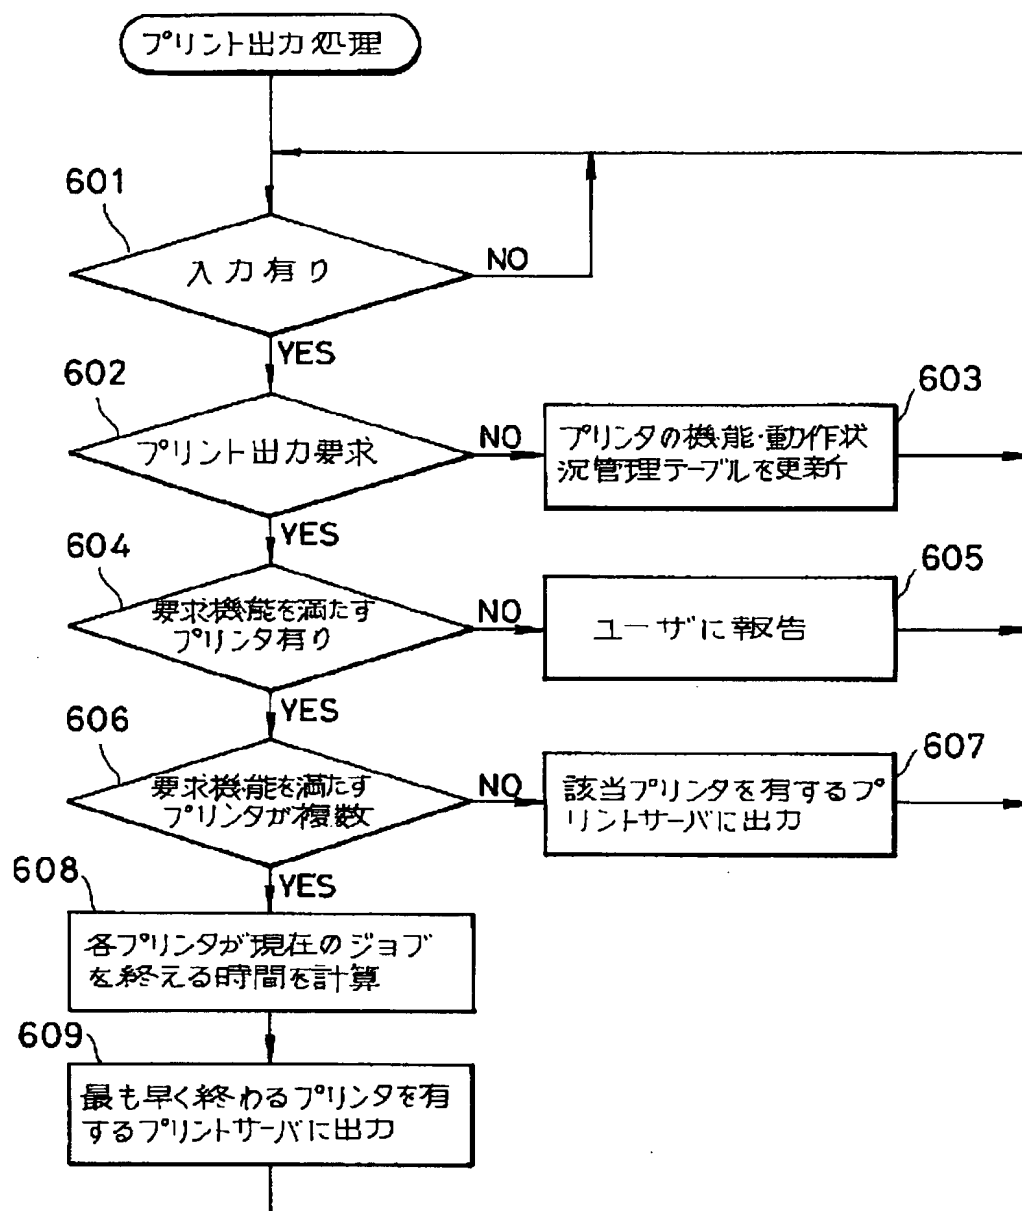 プリント出力処理
601
入力有り
NO
YES
602
プリント出力要求
NO
603
プリンタの機能・動作状
況管理テーブルを更新
YES
604
要求機能を満たす
プリンタ有り
NO
605
ユーザに報告
YES
606
要求機能を満たす
プリンタが複数
NO
607
該当プリンタを有するプ
リントサーバに出力
YES
608
各プリンタが現在のジョブ
を終える時間を計算
609
最も早く終わるプリンタを有
するプリントサーバに出力